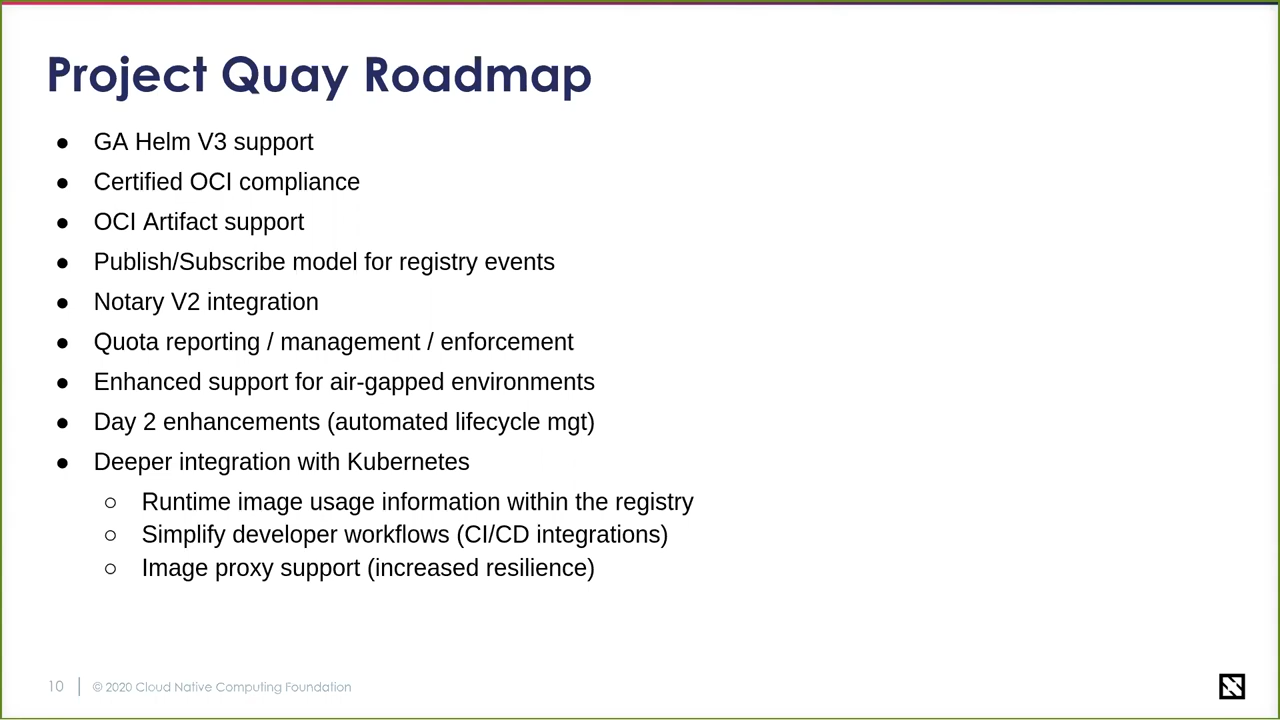 Project Quay Roadmap
● GA Helm V3 support
● Certified OCI compliance
● OCI Artifact support
● Publish/Subscribe model for registry events
● Notary V2 integration
● Quota reporting / management / enforcement
● Enhanced support for air-gapped environments
● Day 2 enhancements (automated lifecycle mgt)
● Deeper integration with Kubernetes
○ Runtime image usage information within the registry
○ Simplify developer workflows (CI/CD integrations)
○ Image proxy support (increased resilience)
10 | © 2020 Cloud Native Computing Foundation